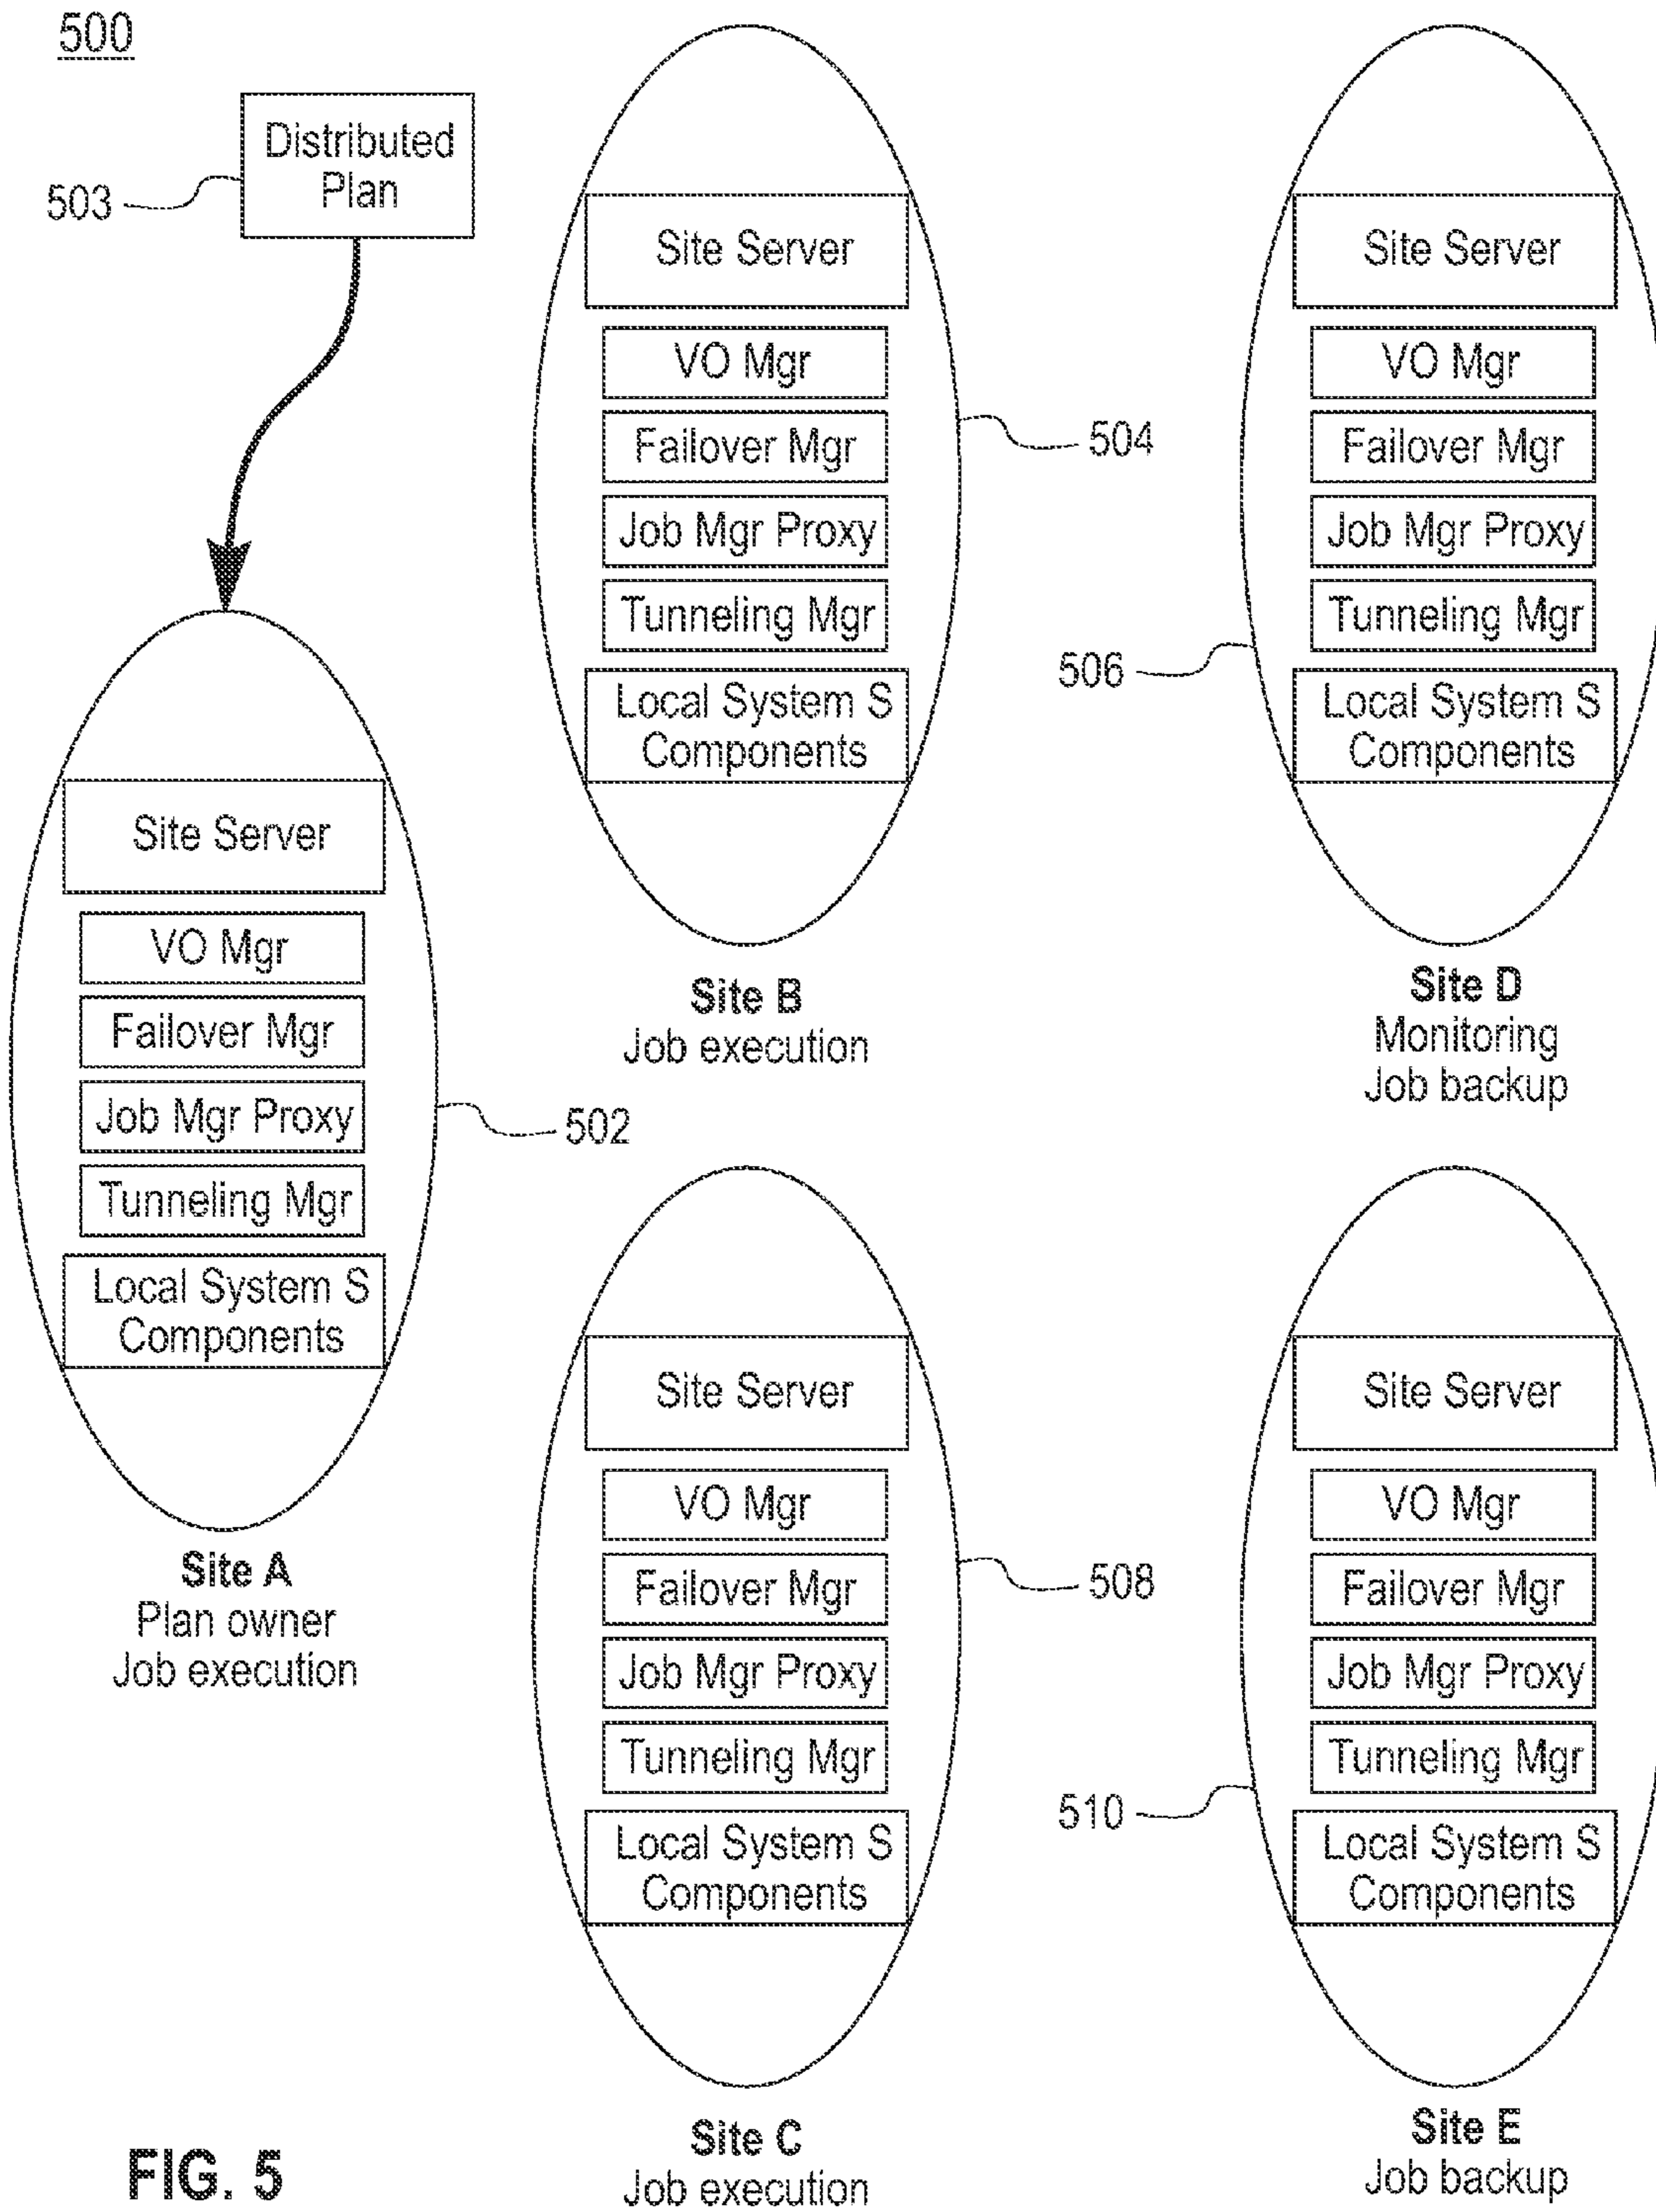 500
Distributed
Plan
503
Site Server
VO Mgr
Failover Mgr
Job Mgr Proxy
Tunneling Mgr
Local System S
Components
502
Site A
Plan owner
Job execution
Site Server
VO Mgr
Failover Mgr
Job Mgr Proxy
Tunneling Mgr
Local System S
Components
504
Site B
Job execution
Site Server
VO Mgr
Failover Mgr
Job Mgr Proxy
Tunneling Mgr
Local System S
Components
506
Site D
Monitoring
Job backup
Site Server
VO Mgr
Failover Mgr
Job Mgr Proxy
Tunneling Mgr
Local System S
Components
508
Site C
Job execution
Site Server
VO Mgr
Failover Mgr
Job Mgr Proxy
Tunneling Mgr
Local System S
Components
510
Site E
Job backup
FIG. 5